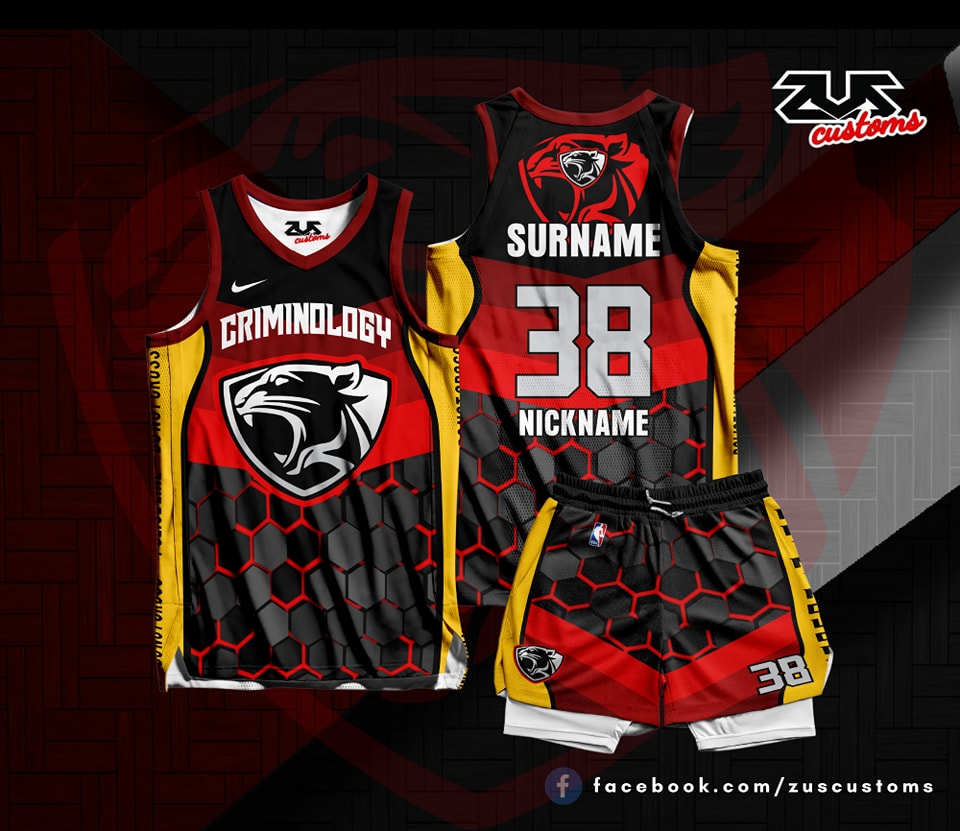 ZUS
customs
ZUS
customs
CRIMINOLOGY
SURNAME
38
NICKNAME
38
facebook.com/zuscustoms